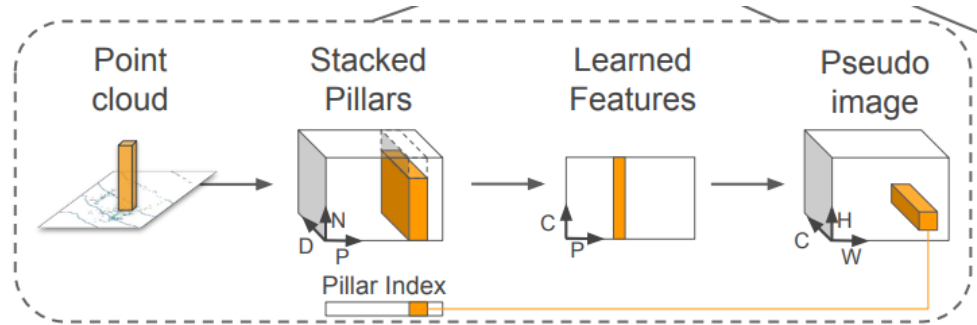 Point
cloud
Stacked
Pillars
Learned
Features
Pseudo
image
N
D
P
C
P
H
C
W
Pillar Index